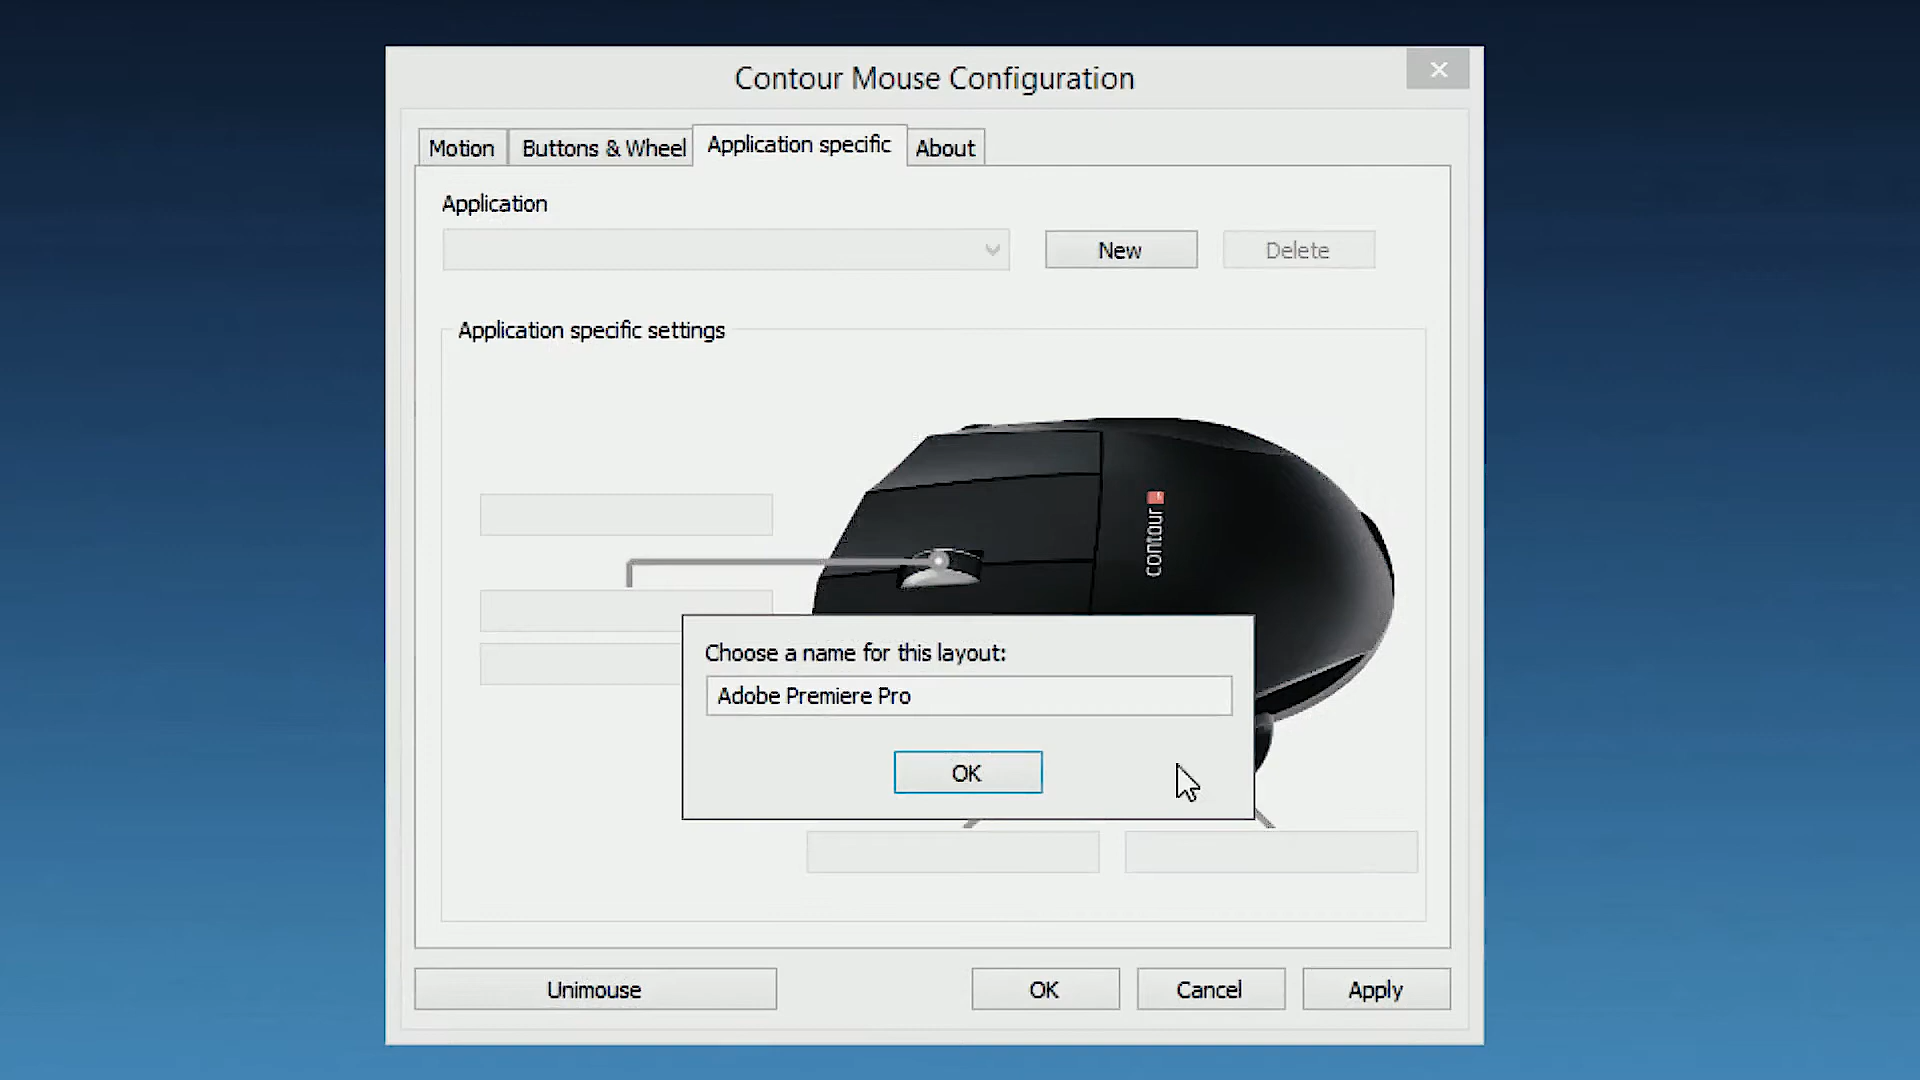 Contour Mouse Configuration
Motion
Buttons & Wheel
Application specific
About
Application
New
Delete
Application specific settings
contour
Choose a name for this layout:
Adobe Premiere Pro
OK
Unimouse
OK
Cancel
Apply